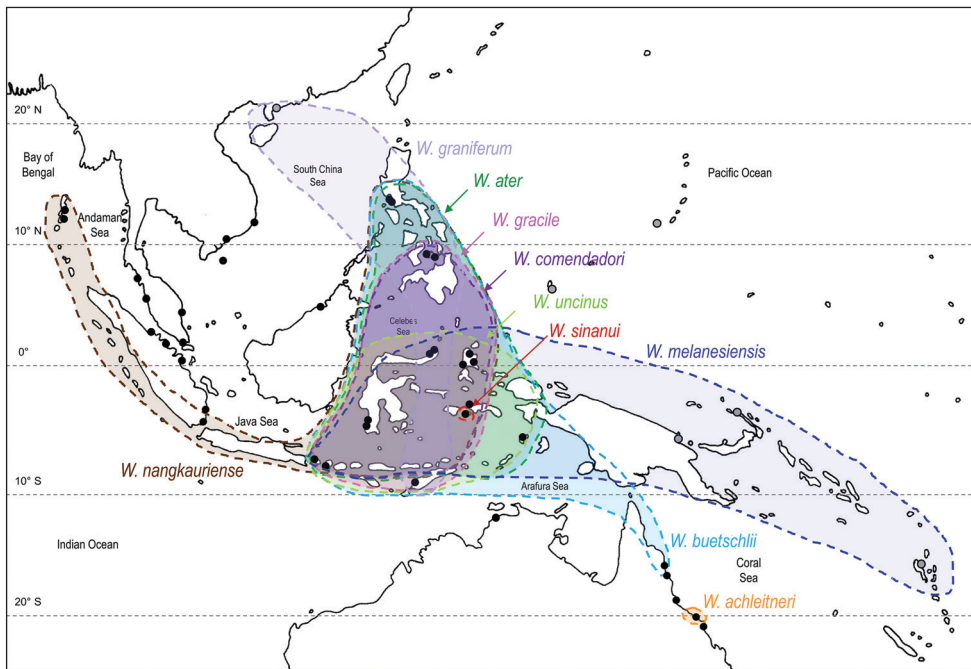 20° N
Bay of
Bengal
South China
Sea
W. graniferum
Pacific Ocean
W. ater
Andaman
Sea
W. gracile
10° N
W. comendadori
W. uncinus
Celebes
Sea
W. sinanui
0°
W. melanesiensis
Java Sea
W. nangkauriense
Arafura Sea
10° S
Indian Ocean
W. buetschlii
Coral
Sea
W. achleitneri
20° S